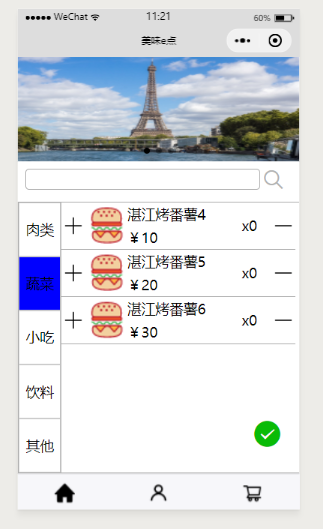 WeChat 11:21 60%
美味e点
肉类
蔬菜
小吃
饮料
其他
湛江烤番薯4
￥10
x0
湛江烤番薯5
￥20
x0
湛江烤番薯6
￥30
x0